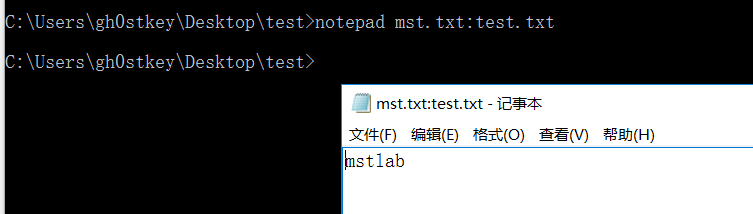 C:\Users\gh0stkey\Desktop\test>notepad mst.txt:test.txt
C:\Users\gh0stkey\Desktop\test>
mst.txt:test.txt - 记事本
文件(F) 编辑(E) 格式(O) 查看(V) 帮助(H)
mstlab